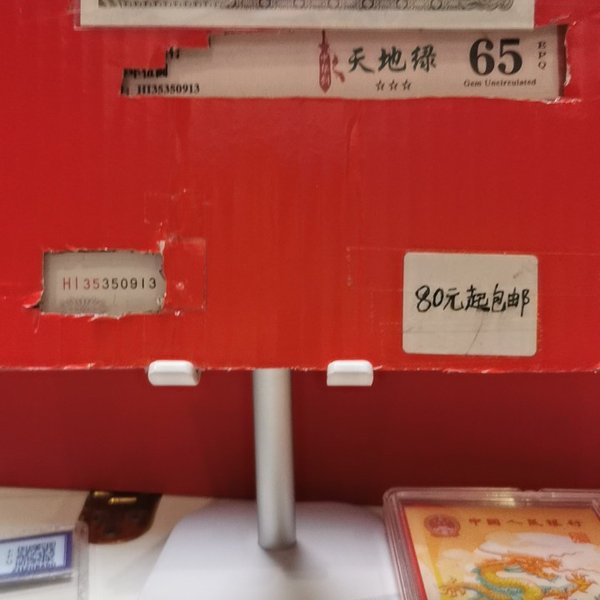 天地绿
☆☆☆
65
EPQ
Gem Uncirculated
HI35350913
HI35350913
80元起包邮
中国人民银行